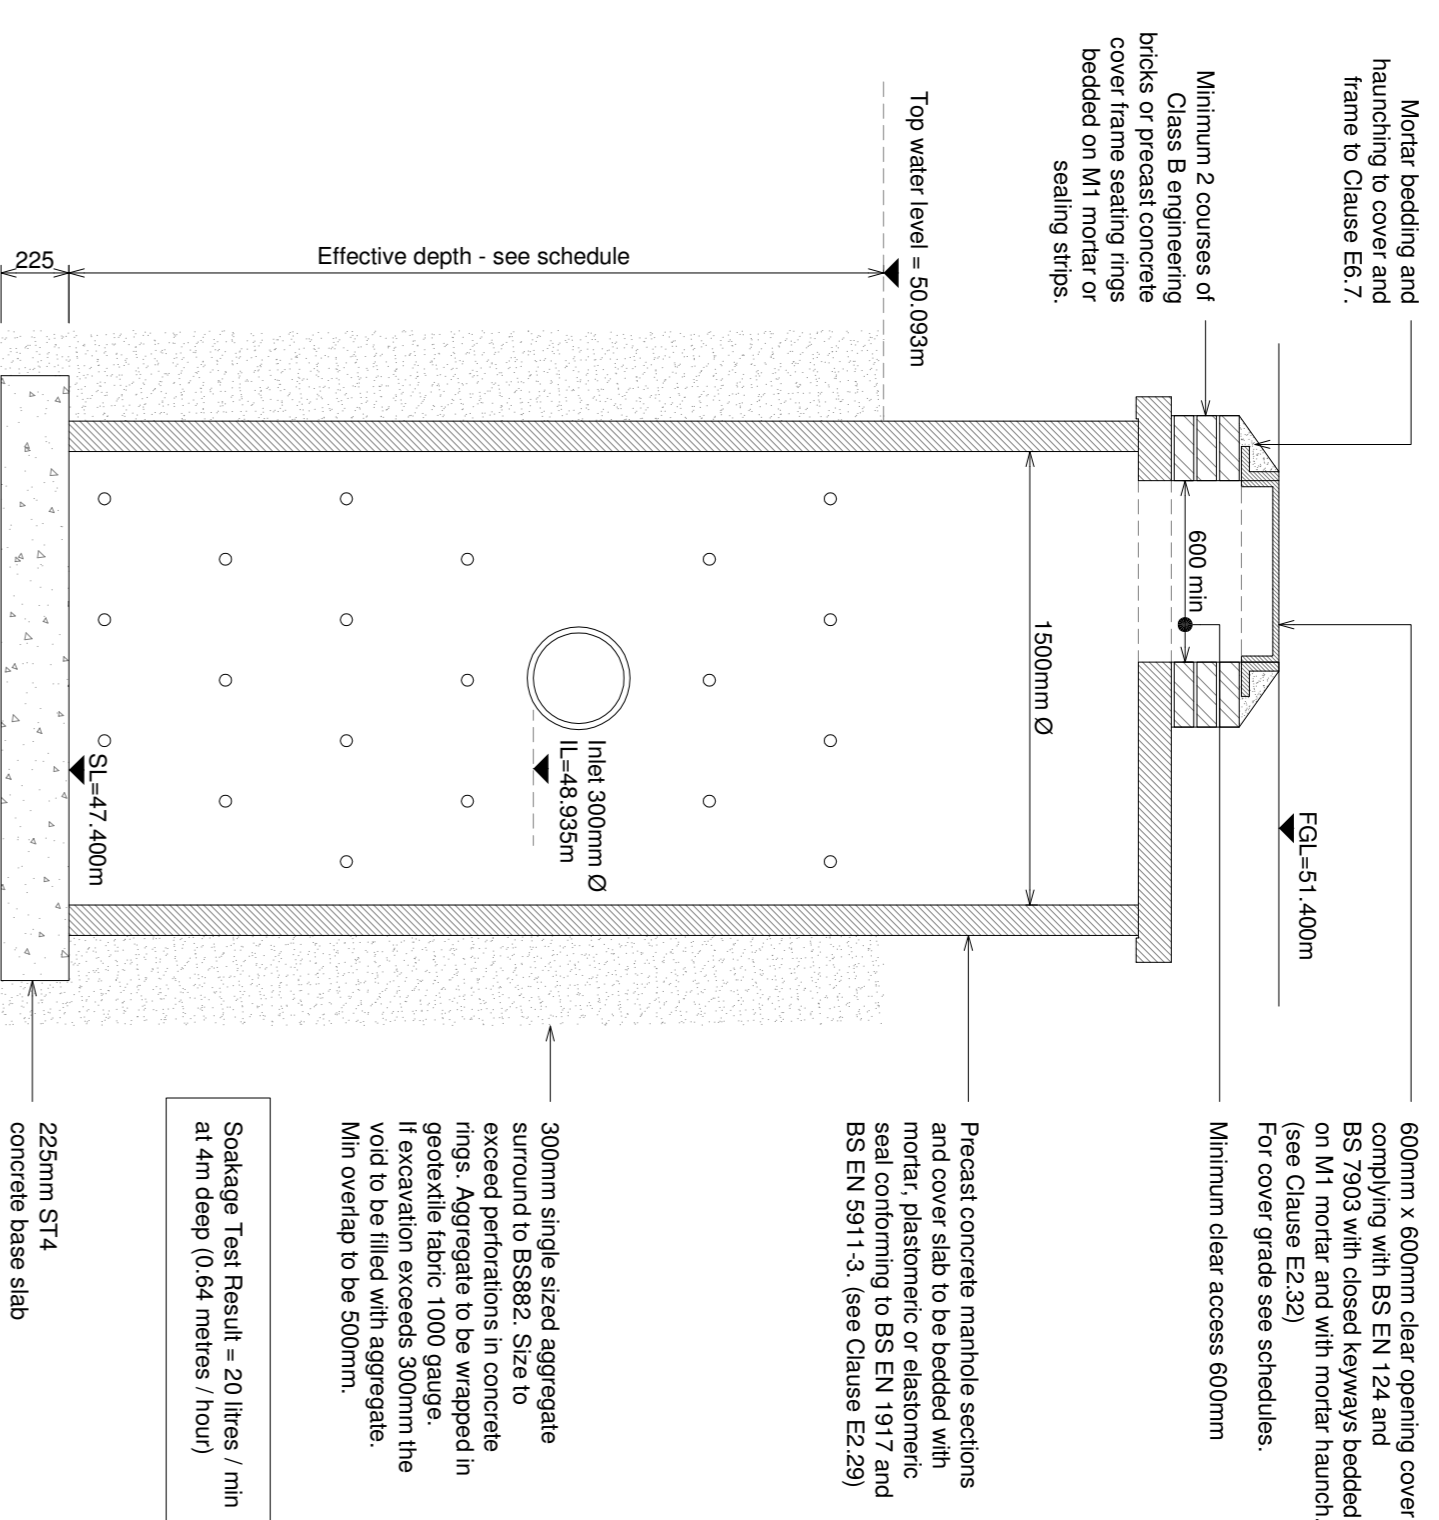 Mortar bedding and
haunching to cover and
frame to Clause E6.7.
Minimum 2 courses of
Class B engineering
bricks or precast concrete
cover frame seating rings
bedded on M1 mortar or
sealing strips.
Top water level = 50.093m
Effective depth - see schedule
225
600 min
1500mm Ø
FGL=51.400m
Inlet 300mm Ø
IL=48.935m
SL=47.400m
600mm x 600mm clear opening cover
complying with BS EN 124 and
BS 7903 with closed keyways bedded
on M1 mortar and with mortar haunch.
(see Clause E2.32)
For cover grade see schedules.
Minimum clear access 600mm
Precast concrete manhole sections
and cover slab to be bedded with
mortar, plastomeric or elastomeric
seal conforming to BS EN 1917 and
BS EN 5911-3. (see Clause E2.29)
300mm single sized aggregate
surround to BS882. Size to
exceed perforations in concrete
rings. Aggregate to be wrapped in
geotextile fabric 1000 gauge.
If excavation exceeds 300mm the
void to be filled with aggregate.
Min overlap to be 500mm.
Soakage Test Result = 20 litres / min
at 4m deep (0.64 metres / hour)
225mm ST4
concrete base slab